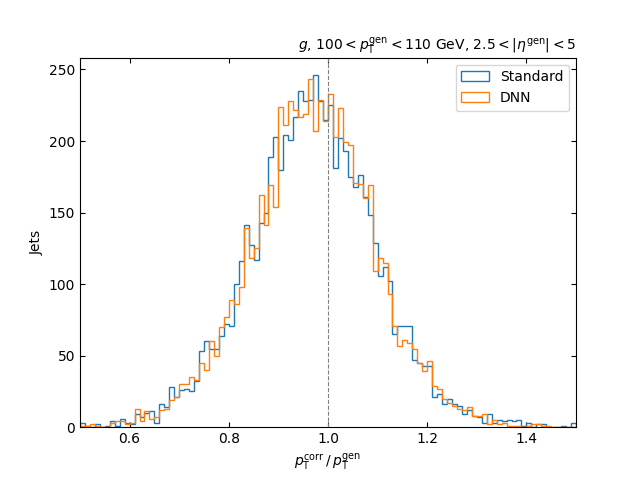 g, 100 < p_T^gen < 110 GeV, 2.5 < |η^gen| < 5
Standard
DNN
250
200
150
100
50
0
Jets
0.6 0.8 1.0 1.2 1.4
p_T^corr / p_T^gen